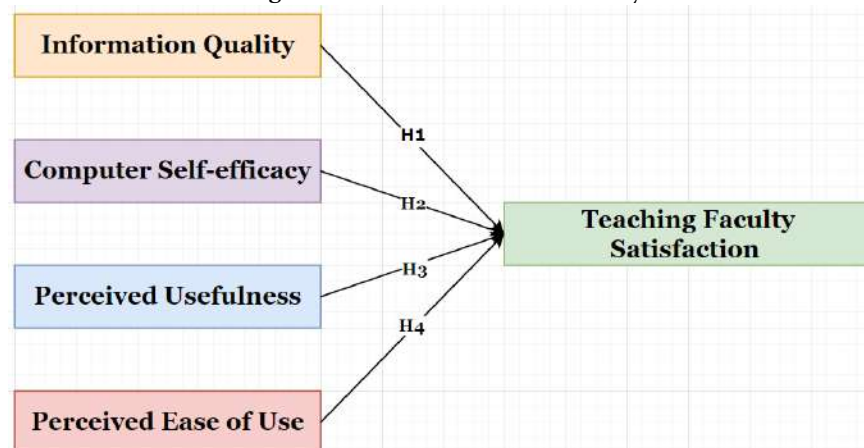 Information Quality
H1
Computer Self-efficacy
H2
Teaching Faculty
Satisfaction
H3
Perceived Usefulness
H4
Perceived Ease of Use